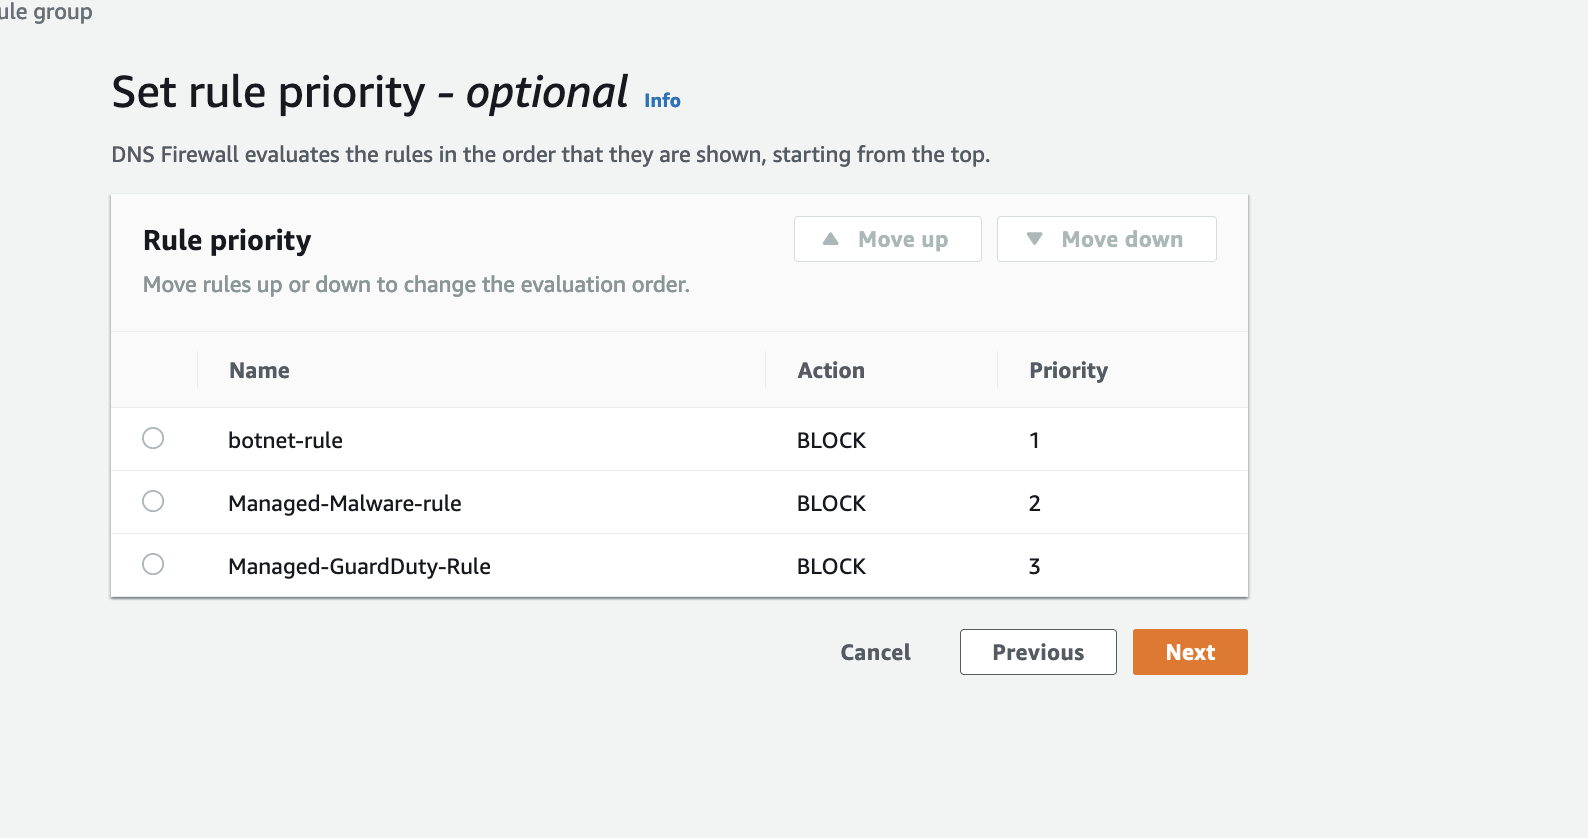 ule group
Set rule priority - optional Info
DNS Firewall evaluates the rules in the order that they are shown, starting from the top.
Rule priority
Move up
Move down
Move rules up or down to change the evaluation order.
Name Action Priority
botnet-rule BLOCK 1
Managed-Malware-rule BLOCK 2
Managed-GuardDuty-Rule BLOCK 3
Cancel Previous Next